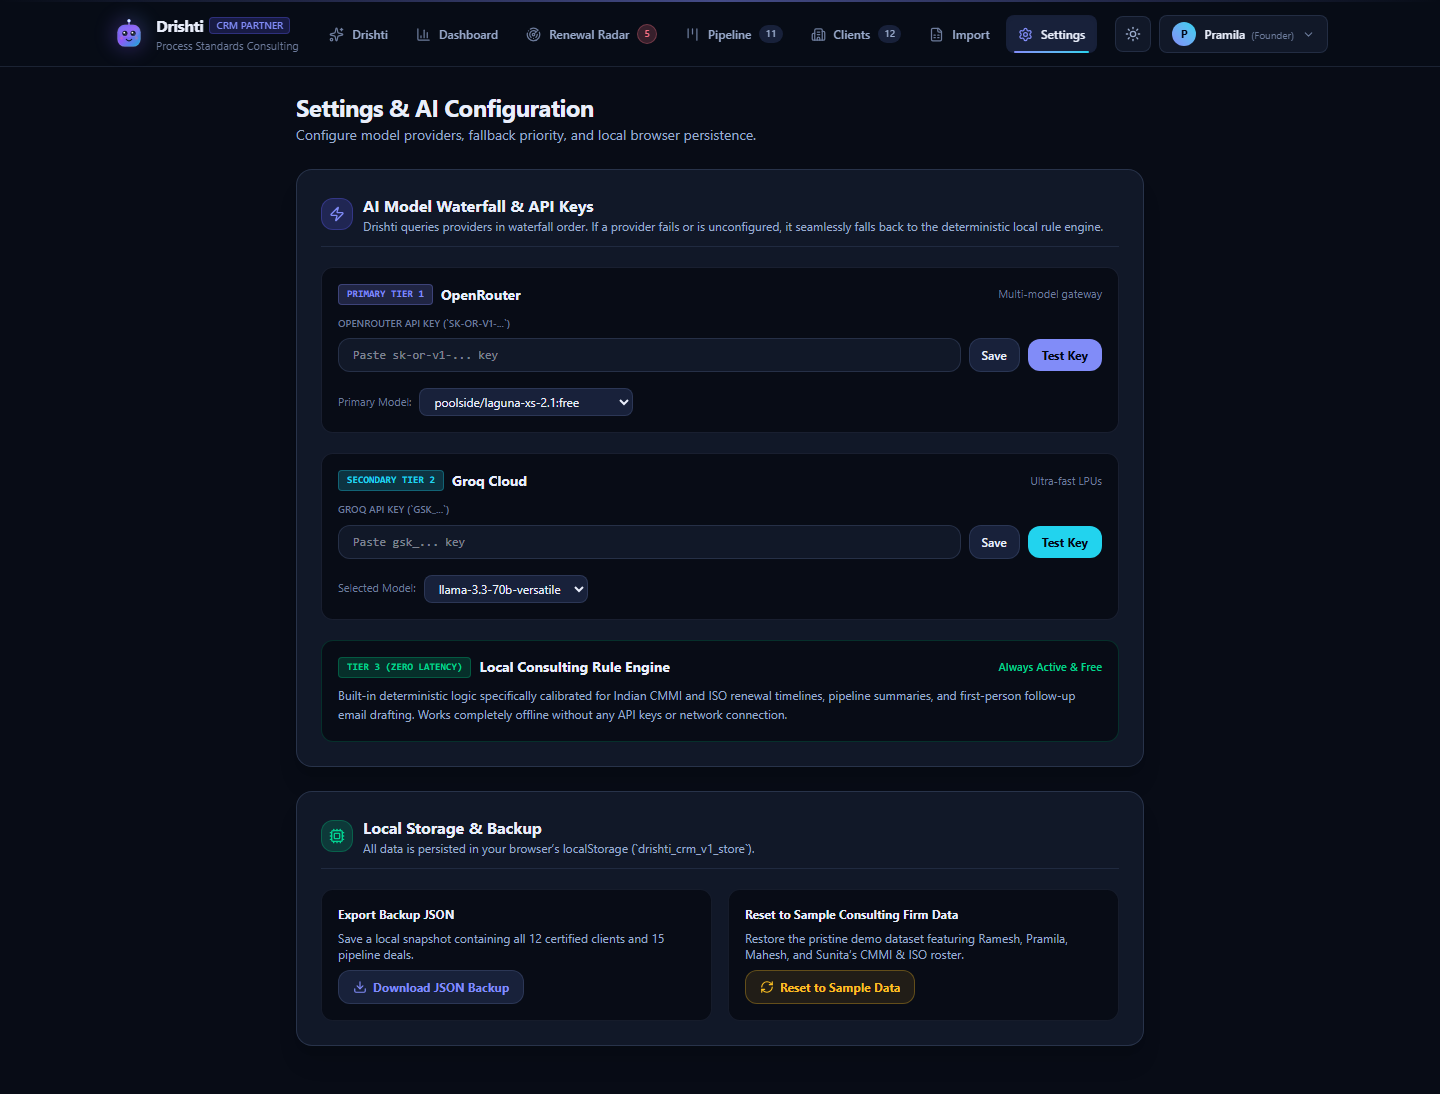 Drishti CRM PARTNER
Process Standards Consulting
Drishti
Dashboard
Renewal Radar 5
Pipeline 11
Clients 12
Import
Settings
P Pramila (Founder)
Settings & AI Configuration
Configure model providers, fallback priority, and local browser persistence.
AI Model Waterfall & API Keys
Drishti queries providers in waterfall order. If a provider fails or is unconfigured, it seamlessly falls back to the deterministic local rule engine.
PRIMARY TIER 1 OpenRouter Multi-model gateway
OPENROUTER API KEY (`SK-OR-V1-...`)
Paste sk-or-v1-... key Save Test Key
Primary Model: poolside/laguna-xs-2.1:free
SECONDARY TIER 2 Groq Cloud Ultra-fast LPUs
GROQ API KEY (`GSK_...`)
Paste gsk_... key Save Test Key
Selected Model: llama-3.3-70b-versatile
TIER 3 (ZERO LATENCY) Local Consulting Rule Engine Always Active & Free
Built-in deterministic logic specifically calibrated for Indian CMMI and ISO renewal timelines, pipeline summaries, and first-person follow-up
email drafting. Works completely offline without any API keys or network connection.
Local Storage & Backup
All data is persisted in your browser's localStorage (`drishti_crm_v1_store`).
Export Backup JSON
Save a local snapshot containing all 12 certified clients and 15
pipeline deals.
Download JSON Backup
Reset to Sample Consulting Firm Data
Restore the pristine demo dataset featuring Ramesh, Pramila,
Mahesh, and Sunita's CMMI & ISO roster.
Reset to Sample Data